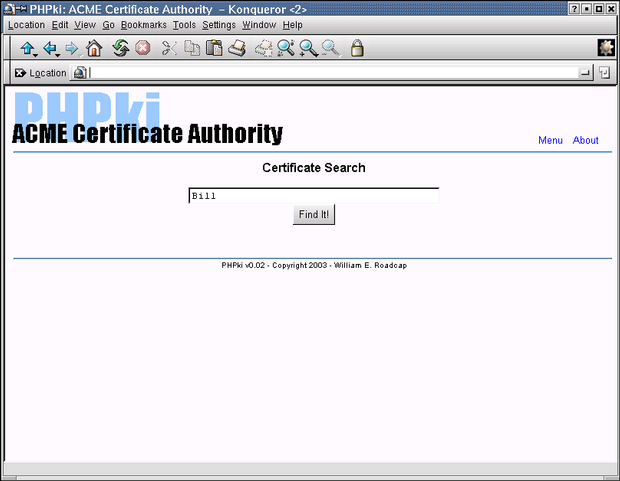 PHPki: ACME Certificate Authority – Konqueror <2>
Location Edit View Go Bookmarks Tools Settings Window Help
Location
PHPki
ACME Certificate Authority
Menu About
Certificate Search
Bill
Find It!
PHPki v0.02 - Copyright 2003 - William E. Roadcap